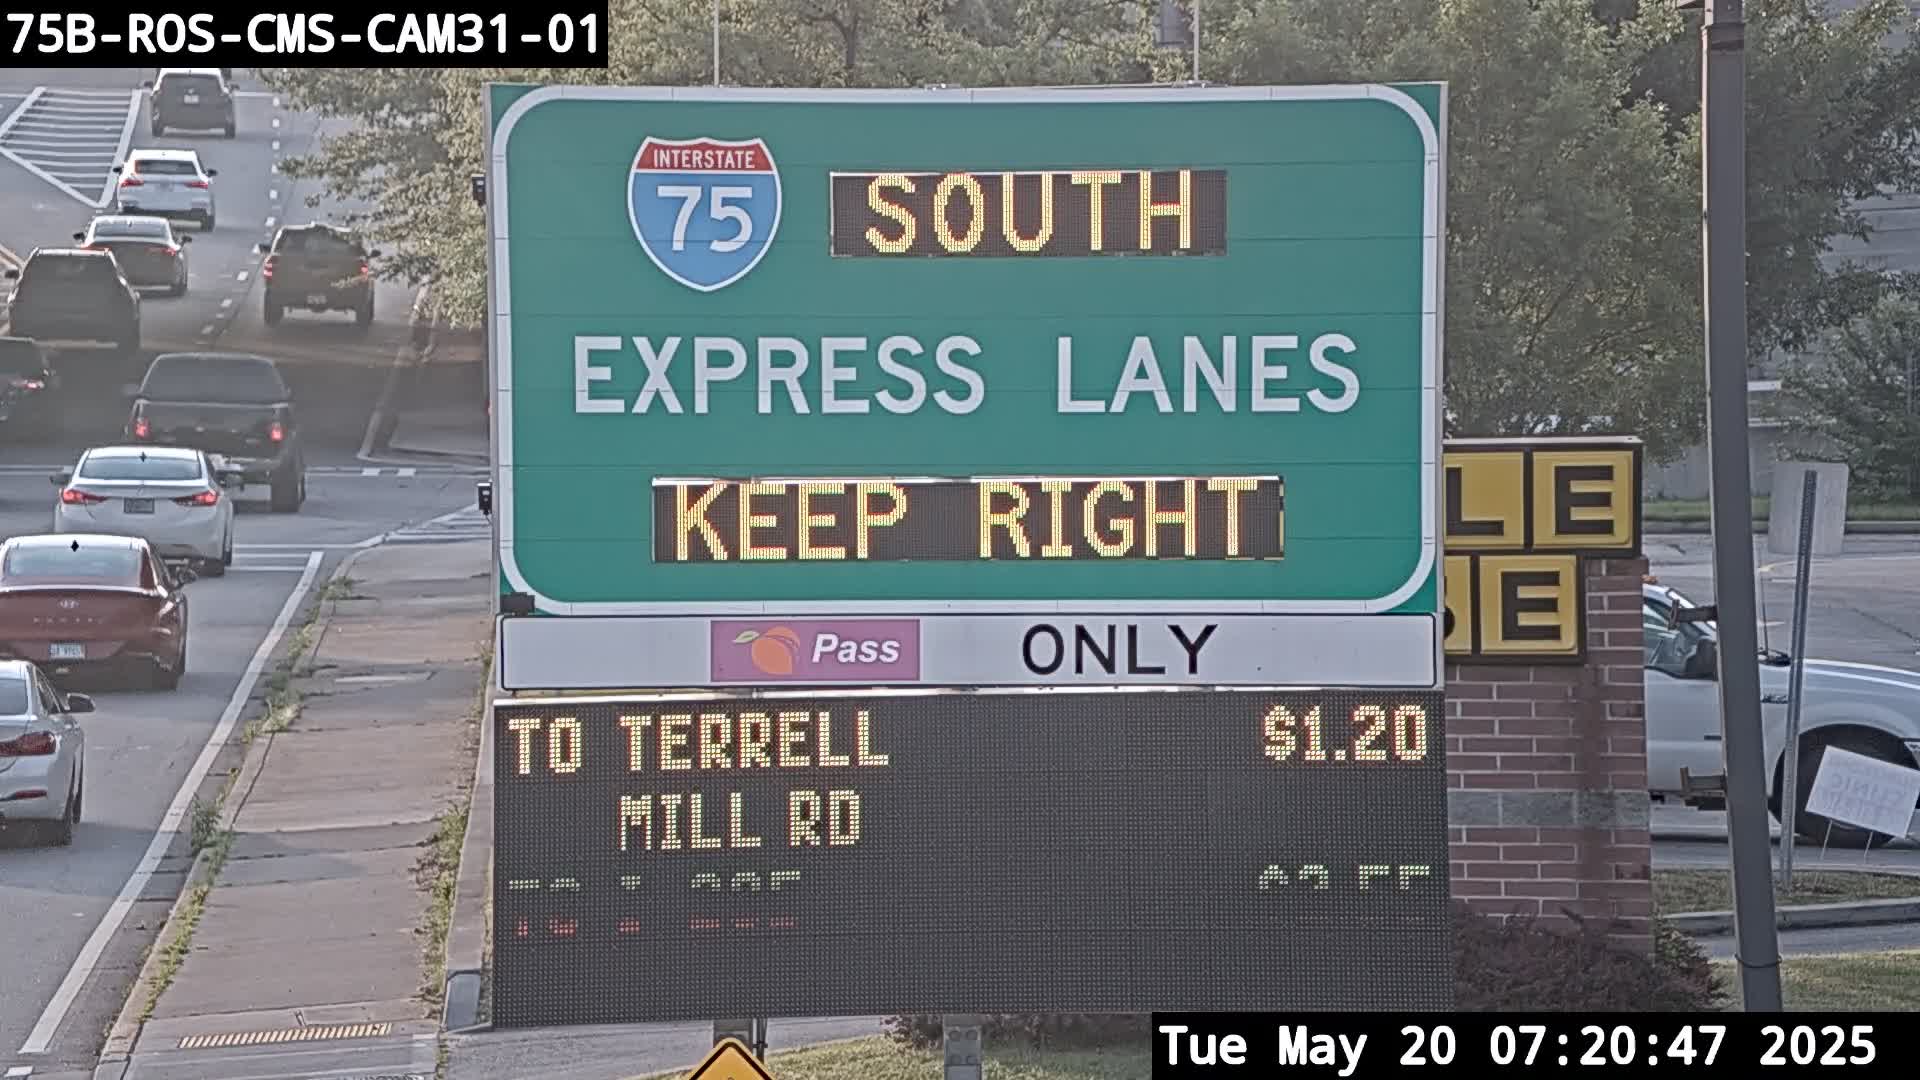 75B-ROS-CMS-CAM31-01
INTERSTATE
75
SOUTH
EXPRESS LANES
KEEP RIGHT
Pass ONLY
TO TERRELL $1.20
MILL RD
LE
E
Tue May 20 07:20:47 2025